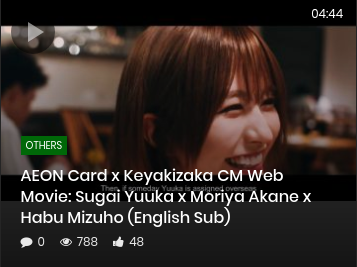 04:44
OTHERS
AEON Card x Keyakizaka CM Web
Movie: Sugai Yuuka x Moriya Akane x
Then, if someday Yuuka is assigned overseas
Habu Mizuho (English Sub)
0 788 48